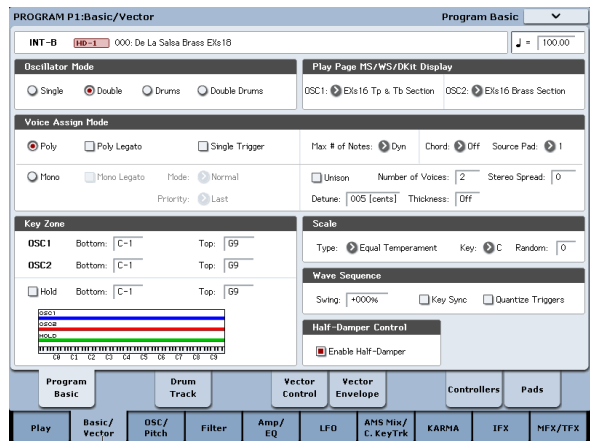 PROGRAM P1:Basic/Vector Program Basic
INT-B HD-1 000: De La Salsa Brass EXs18 ♩ = 100.00
Oscillator Mode
Single Double Drums Double Drums
Play Page MS/WS/DKit Display
OSC1: EXs16 Tp & Tb Section OSC2: EXs16 Brass Section
Voice Assign Mode
Poly Poly Legato Single Trigger Max # of Notes: Dyn Chord: Off Source Pad: 1
Mono Mono Legato Mode: Normal Unison Number of Voices: 2 Stereo Spread: 0
Priority: Last Detune: 005 [cents] Thickness: Off
Key Zone
OSC1 Bottom: C-1 Top: G9
OSC2 Bottom: C-1 Top: G9
Hold Bottom: C-1 Top: G9
OSC1
OSC2
HOLD
C0 C1 C2 C3 C4 C5 C6 C7 C8 C9
Scale
Type: Equal Temperament Key: C Random: 0
Wave Sequence
Swing: +000% Key Sync Quantize Triggers
Half-Damper Control
Enable Half-Damper
Program Basic Drum Track Vector Control Vector Envelope Controllers Pads
Play Basic/ Vector OSC/ Pitch Filter Amp/ EQ LFO AMS Mix/ C. KeyTrk KARMA IFX MFX/TFX